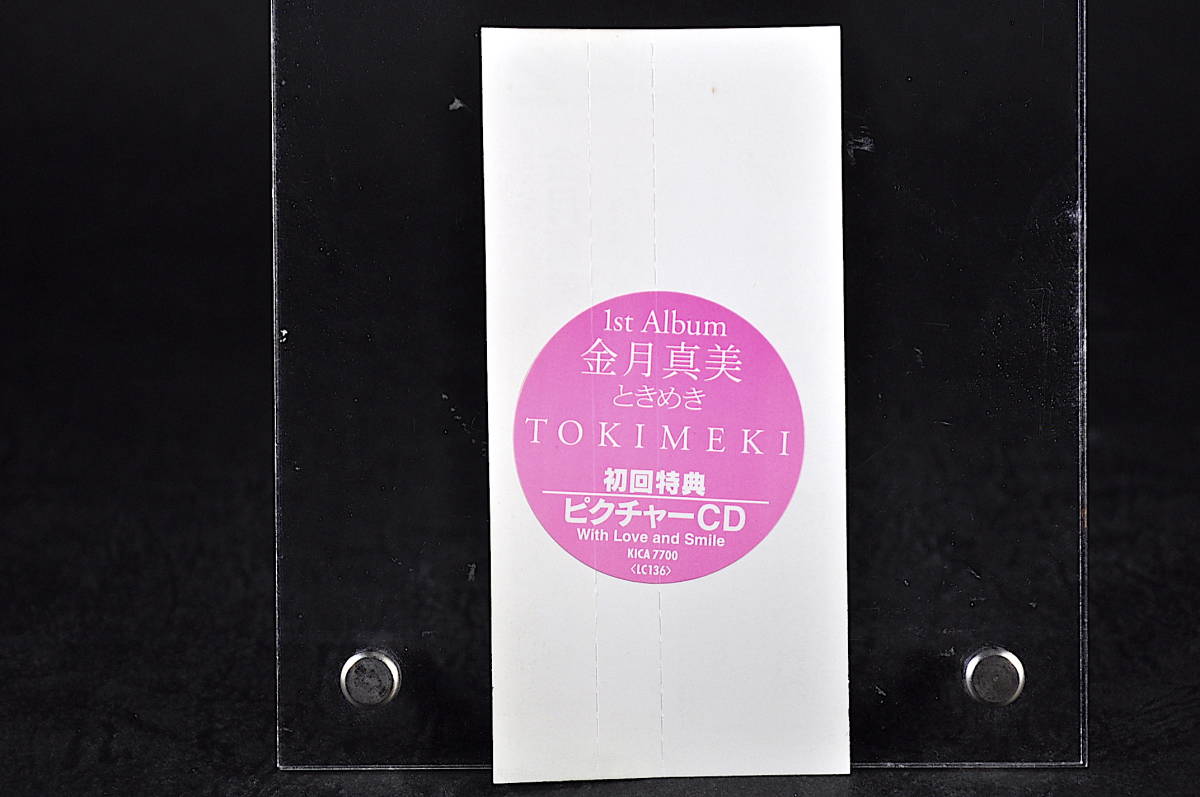 1st Album
金月真美
ときめき
TOKIMEKI
初回特典
ピクチャーCD
With Love and Smile
KICA 7700
〈LC136〉